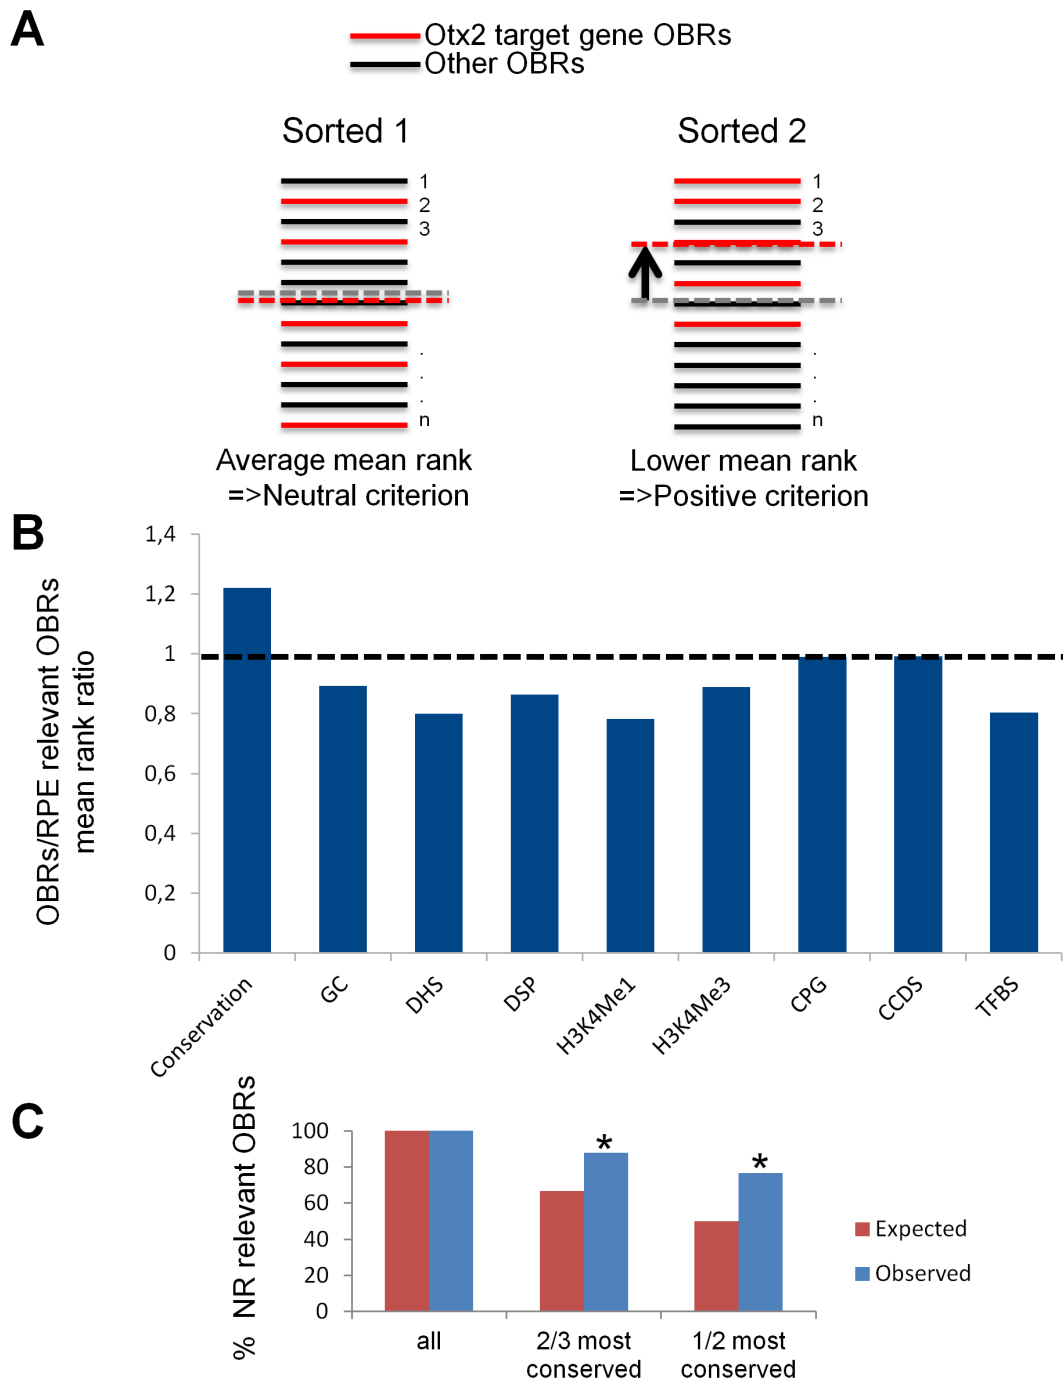 A
Otx2 target gene OBRs
Other OBRs
Sorted 1
Sorted 2
1
2
3
.
.
.
n
1
2
3
.
.
.
n
Average mean rank
=>Neutral criterion
Lower mean rank
=>Positive criterion
B
OBRs/RPE relevant OBRs
mean rank ratio
1,4
1,2
1
0,8
0,6
0,4
0,2
0
Conservation
GC
DHS
DSP
H3K4Me1
H3K4Me3
CPG
CCDS
TFBS
C
% NR relevant OBRs
100
80
60
40
20
0
*
*
all
2/3 most
conserved
1/2 most
conserved
Expected
Observed